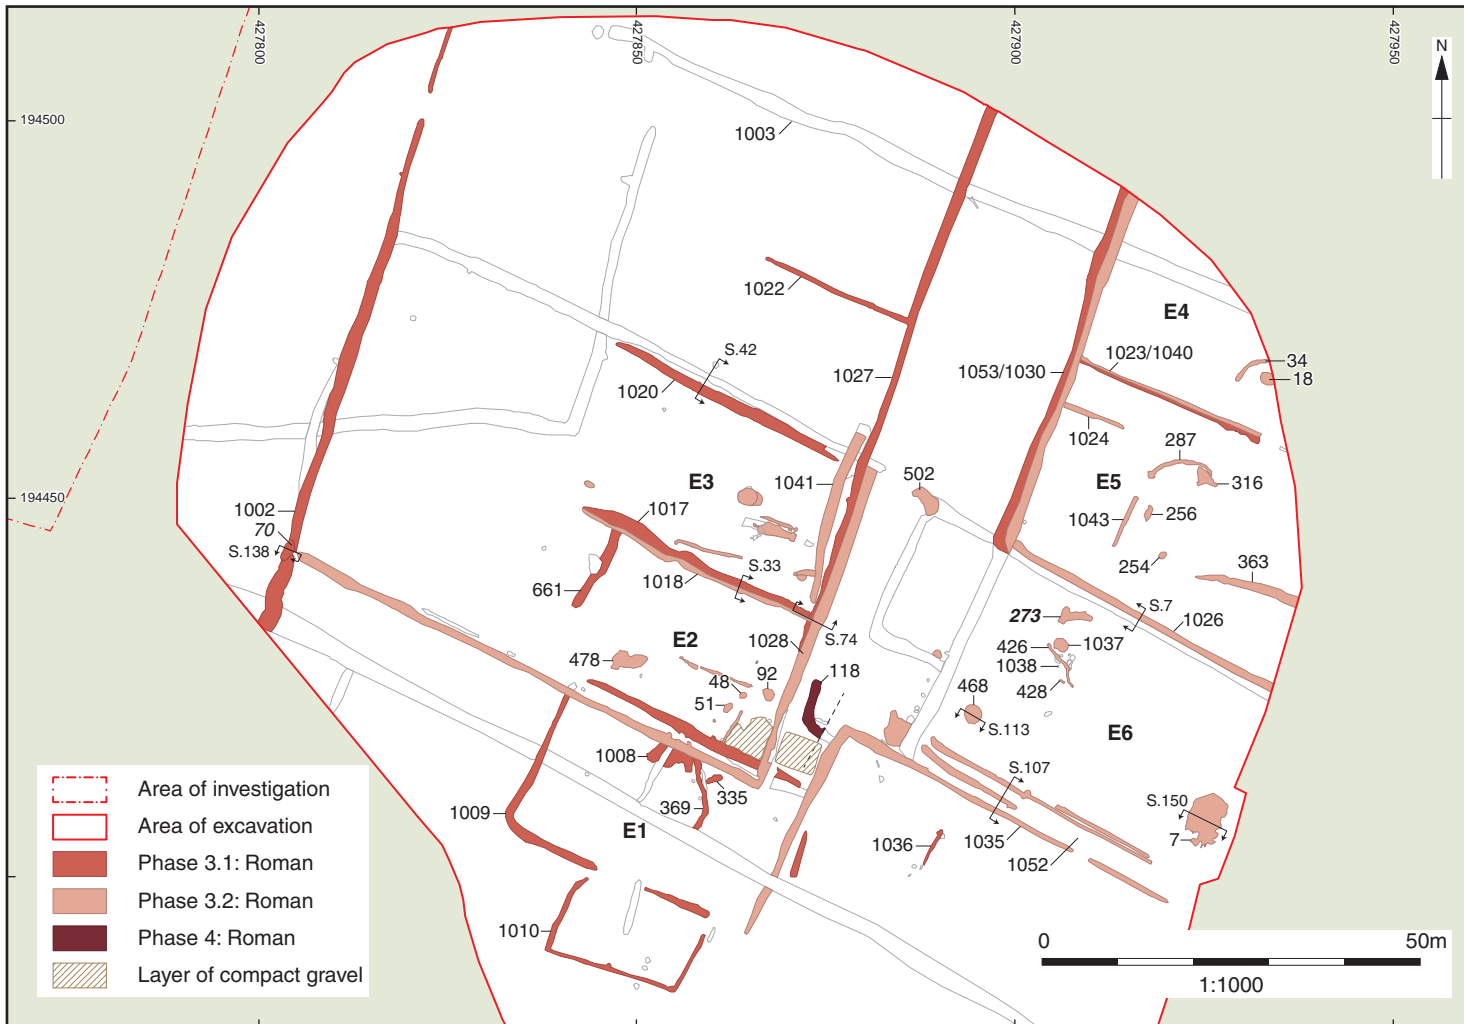 427800
427850
427900
427950
N
194500
1003
1022
E4
1023/1040
34
18
S.42
1020
1027
1053/1030
1024
287
E5
316
502
1041
E3
194450
1002
70
S.138
1017
256
1043
254
363
S.33
1018
661
S.74
1028
S.7
1026
273
426
1037
1038
428
E2
478
48
92
118
51
468
S.113
E6
1008
S.107
S.150
335
369
1009
E1
7
1036
1035
1052
1010
Area of investigation
Area of excavation
Phase 3.1: Roman
Phase 3.2: Roman
Phase 4: Roman
Layer of compact gravel
0
50m
1:1000